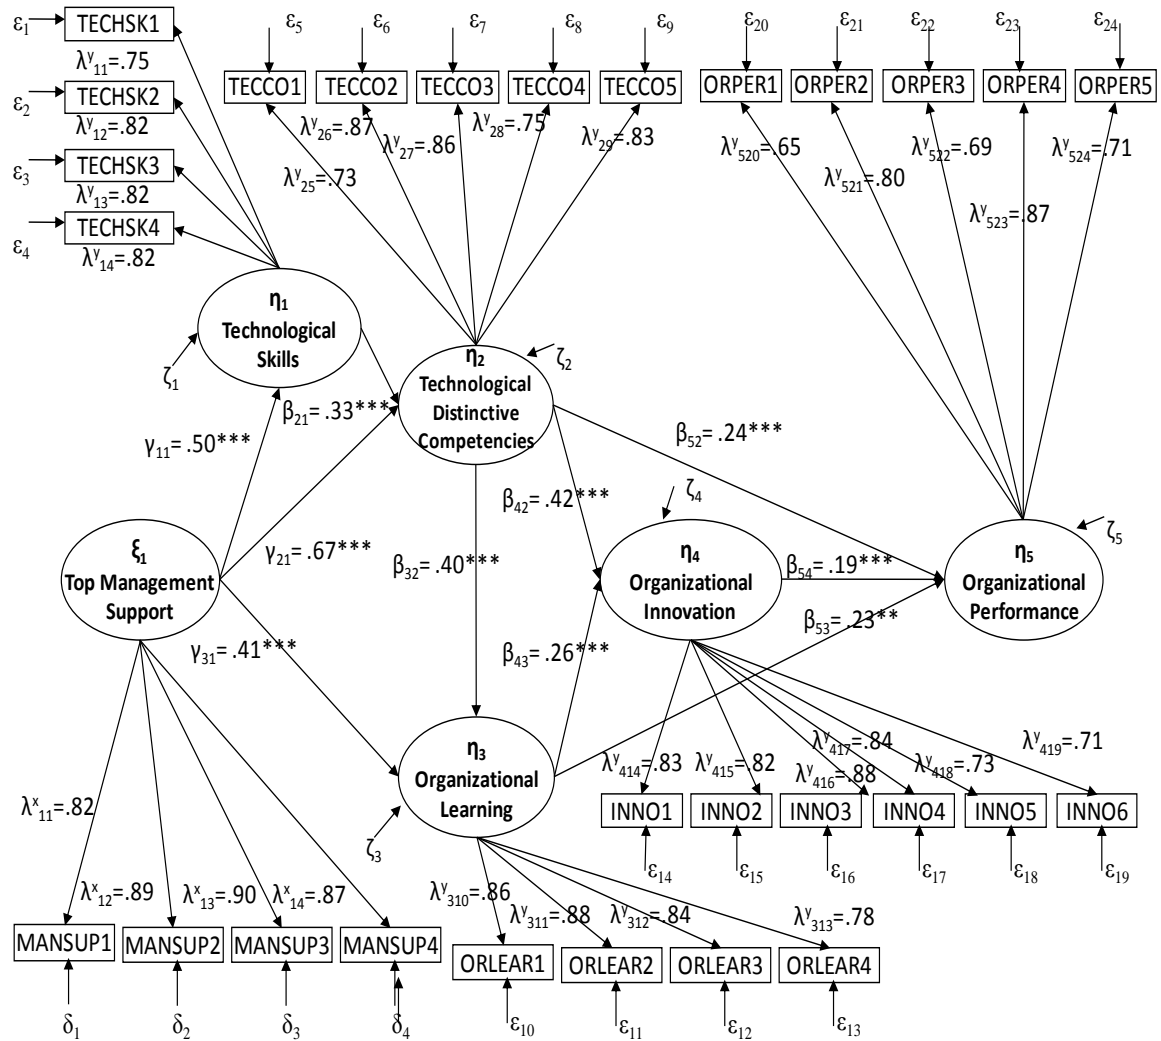 ε1 TECHSK1
λy11=.75
ε2 TECHSK2
λy12=.82
ε3 TECHSK3
λy13=.82
ε4 TECHSK4
λy14=.82
ε5 ε6 ε7 ε8 ε9
TECCO1 TECCO2 TECCO3 TECCO4 TECCO5
λy26=.87 λy27=.86 λy28=.75 λy29=.83
λy25=.73
ε20 ε21 ε22 ε23 ε24
ORPER1 ORPER2 ORPER3 ORPER4 ORPER5
λy520=.65 λy522=.69 λy524=.71
λy521=.80
λy523=.87
η1
Technological
Skills
ζ1
η2
Technological
Distinctive
Competencies
ζ2
β21= .33***
γ11= .50***
γ21= .67***
γ31= .41***
β52= .24***
β42= .42***
β32= .40***
β54= .19***
β53= .23**
β43= .26***
ξ1
Top Management
Support
ζ4
η4
Organizational
Innovation
ζ5
η5
Organizational
Performance
η3
Organizational
Learning
ζ3
λy414=.83 λy415=.82 λy416=.88 λy417=.84 λy418=.73 λy419=.71
INNO1 INNO2 INNO3 INNO4 INNO5 INNO6
ε14 ε15 ε16 ε17 ε18 ε19
λx11=.82
λx12=.89 λx13=.90 λx14=.87
MANSUP1 MANSUP2 MANSUP3 MANSUP4
δ1 δ2 δ3 δ4
λy310=.86 λy311=.88 λy312=.84 λy313=.78
ORLEAR1 ORLEAR2 ORLEAR3 ORLEAR4
ε10 ε11 ε12 ε13